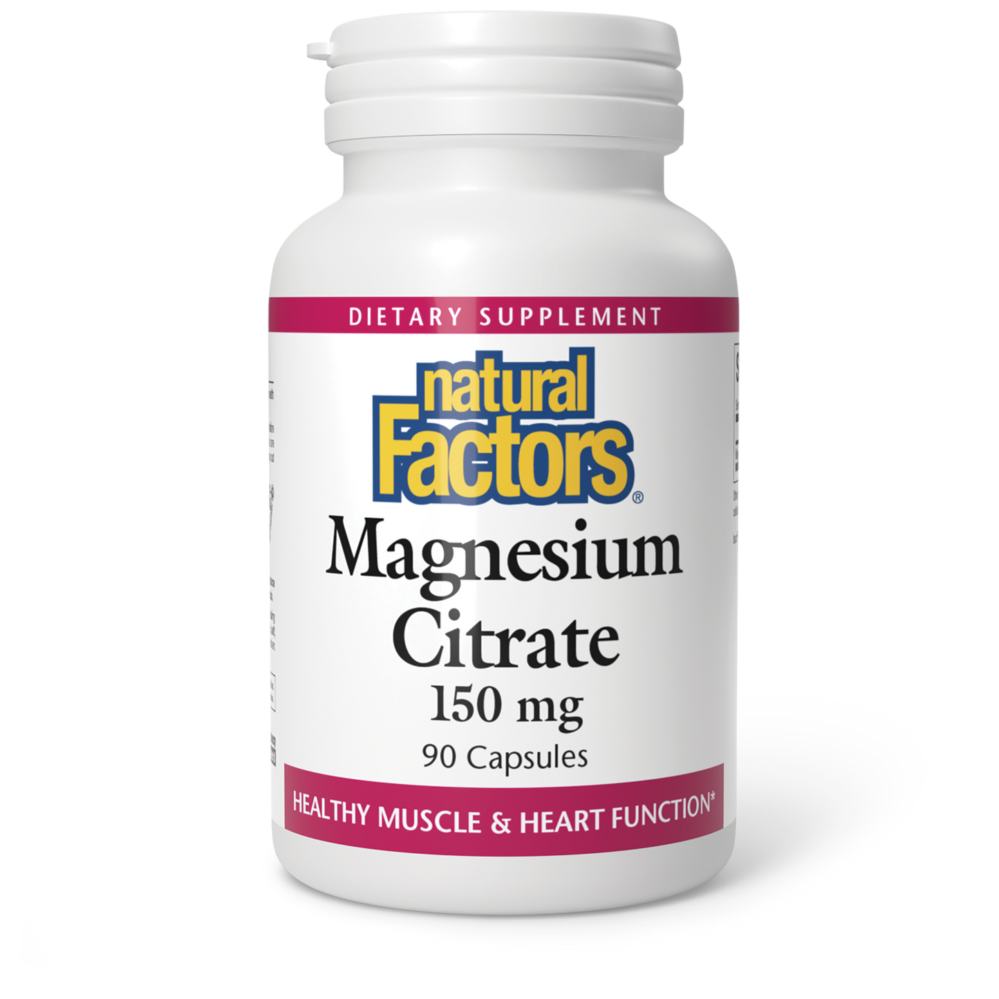 DIETARY SUPPLEMENT
natural
Factors®
Magnesium
Citrate
150 mg
90 Capsules
HEALTHY MUSCLE & HEART FUNCTION*